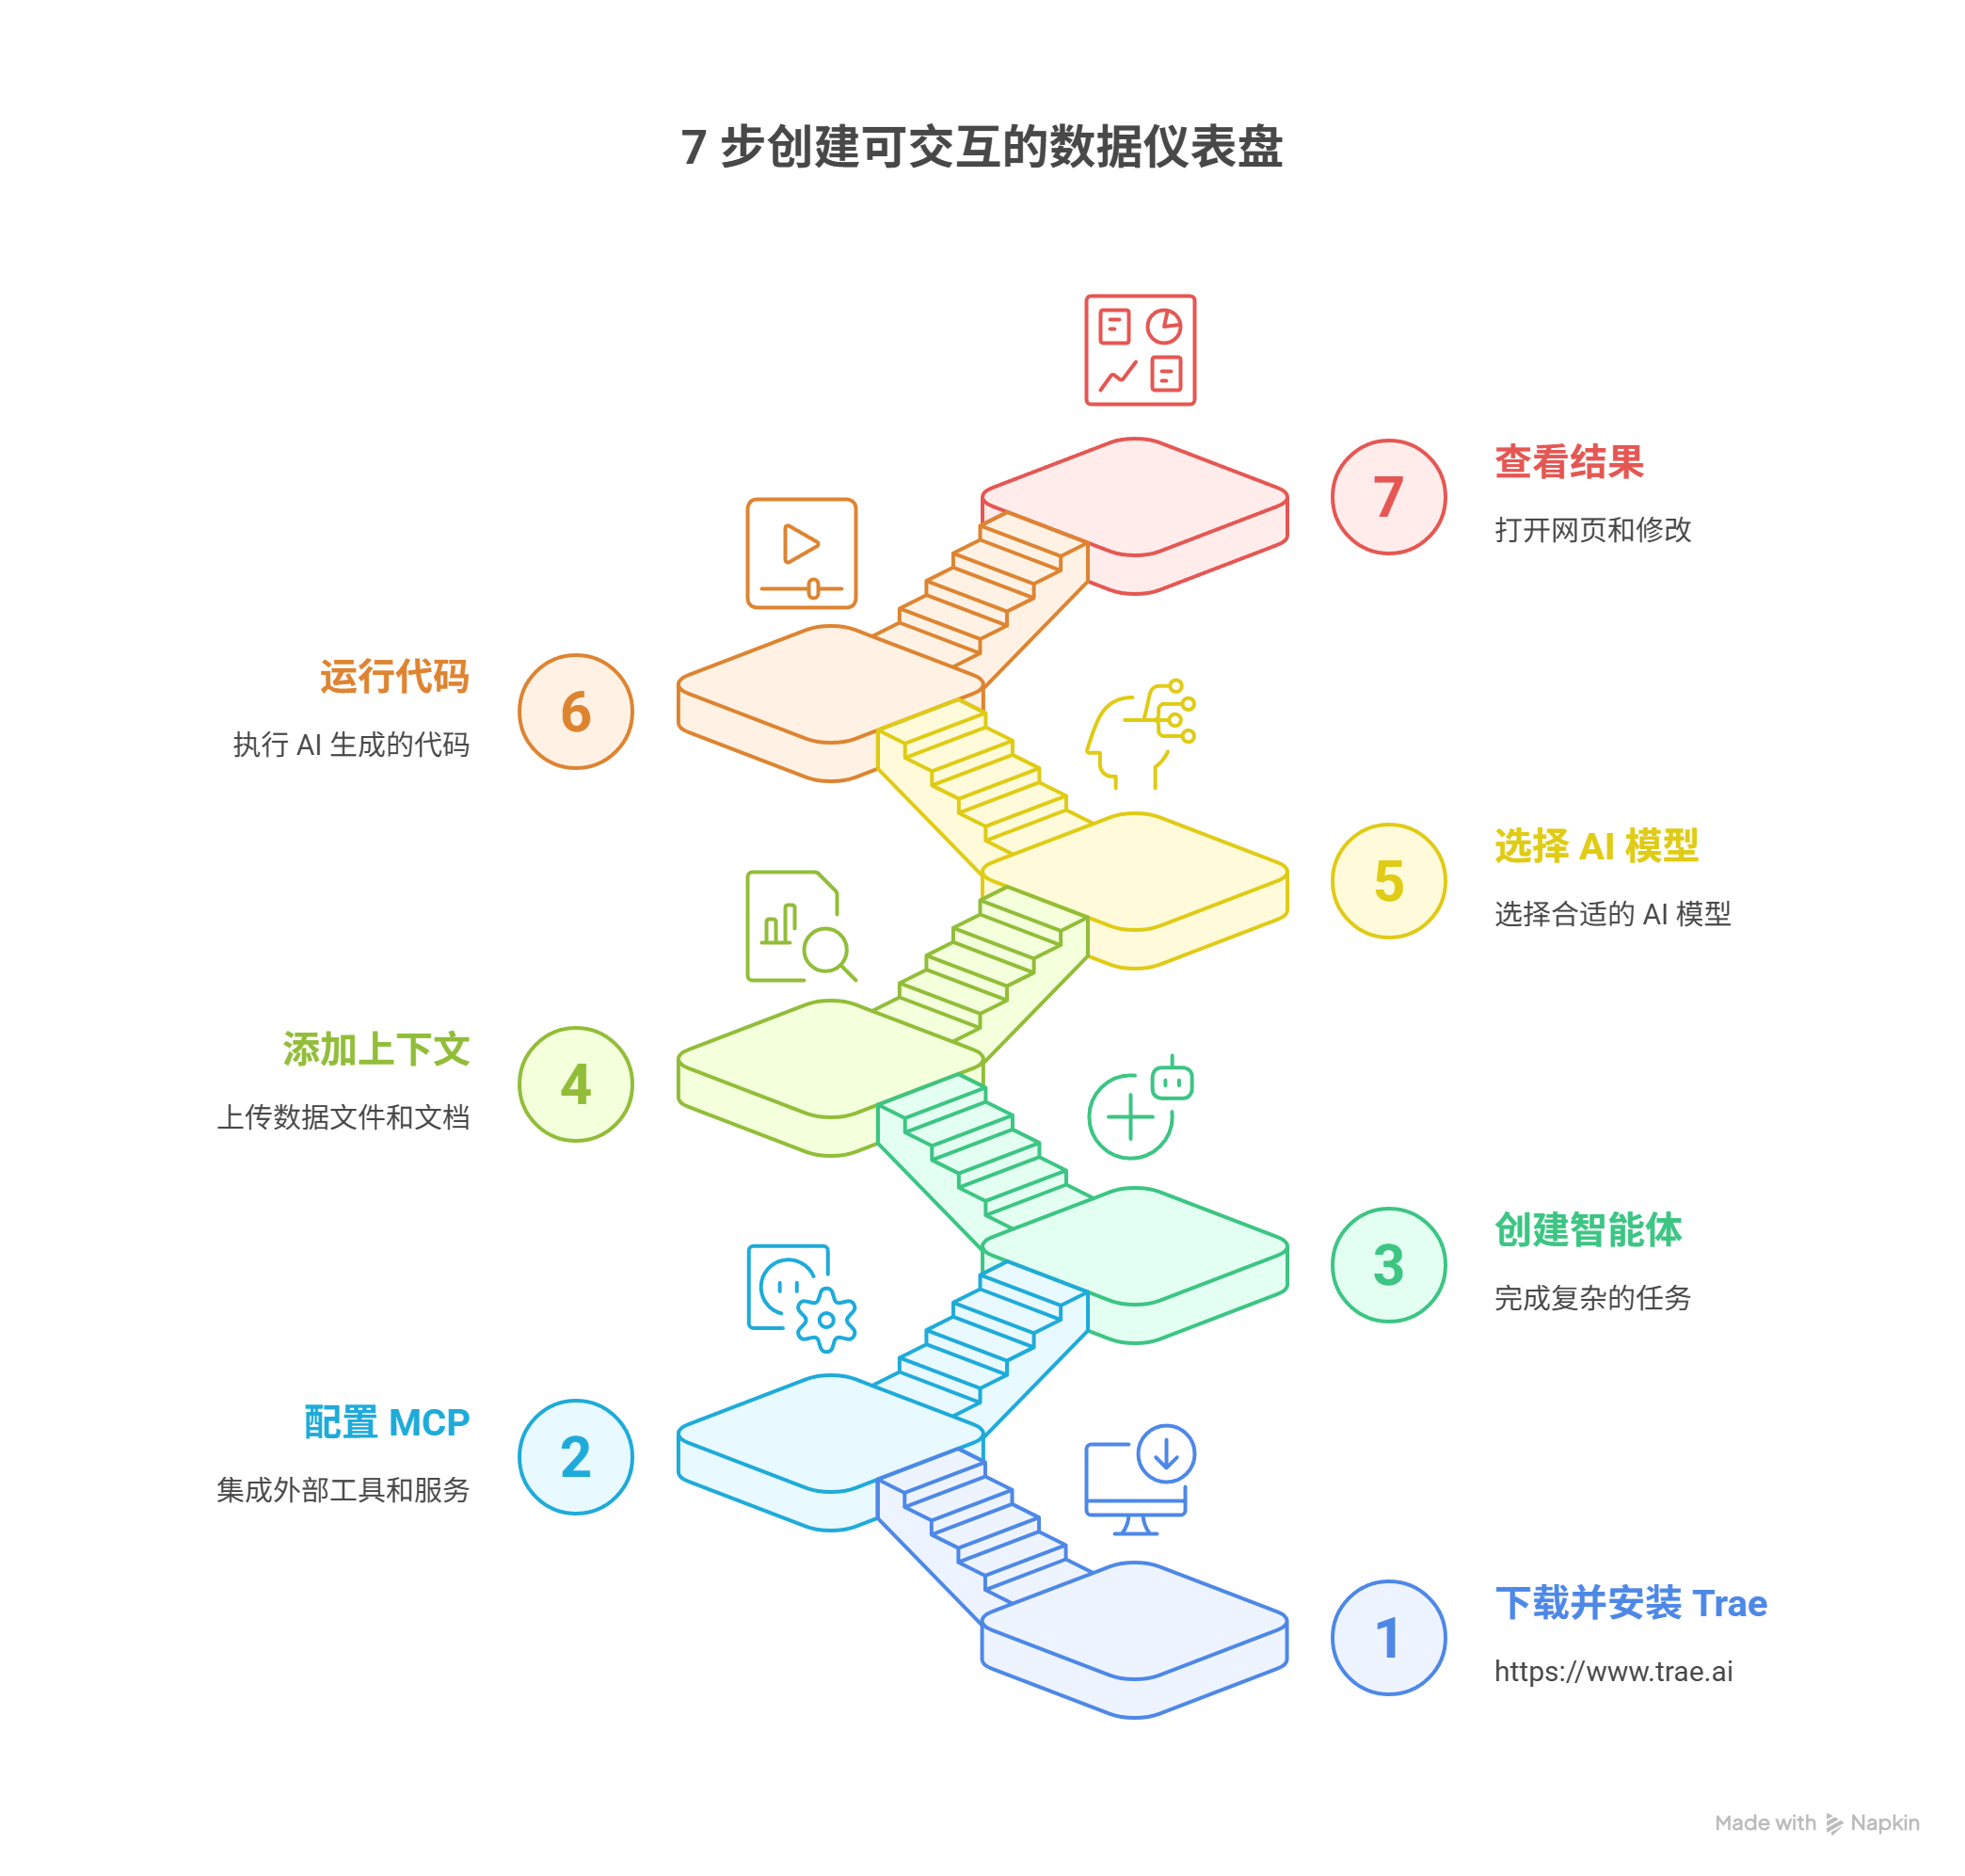 7 步创建可交互的数据仪表盘
7
查看结果
打开网页和修改
6
运行代码
执行 AI 生成的代码
5
选择 AI 模型
选择合适的 AI 模型
4
添加上下文
上传数据文件和文档
3
创建智能体
完成复杂的任务
2
配置 MCP
集成外部工具和服务
1
下载并安装 Trae
https://www.trae.ai
Made with Napkin